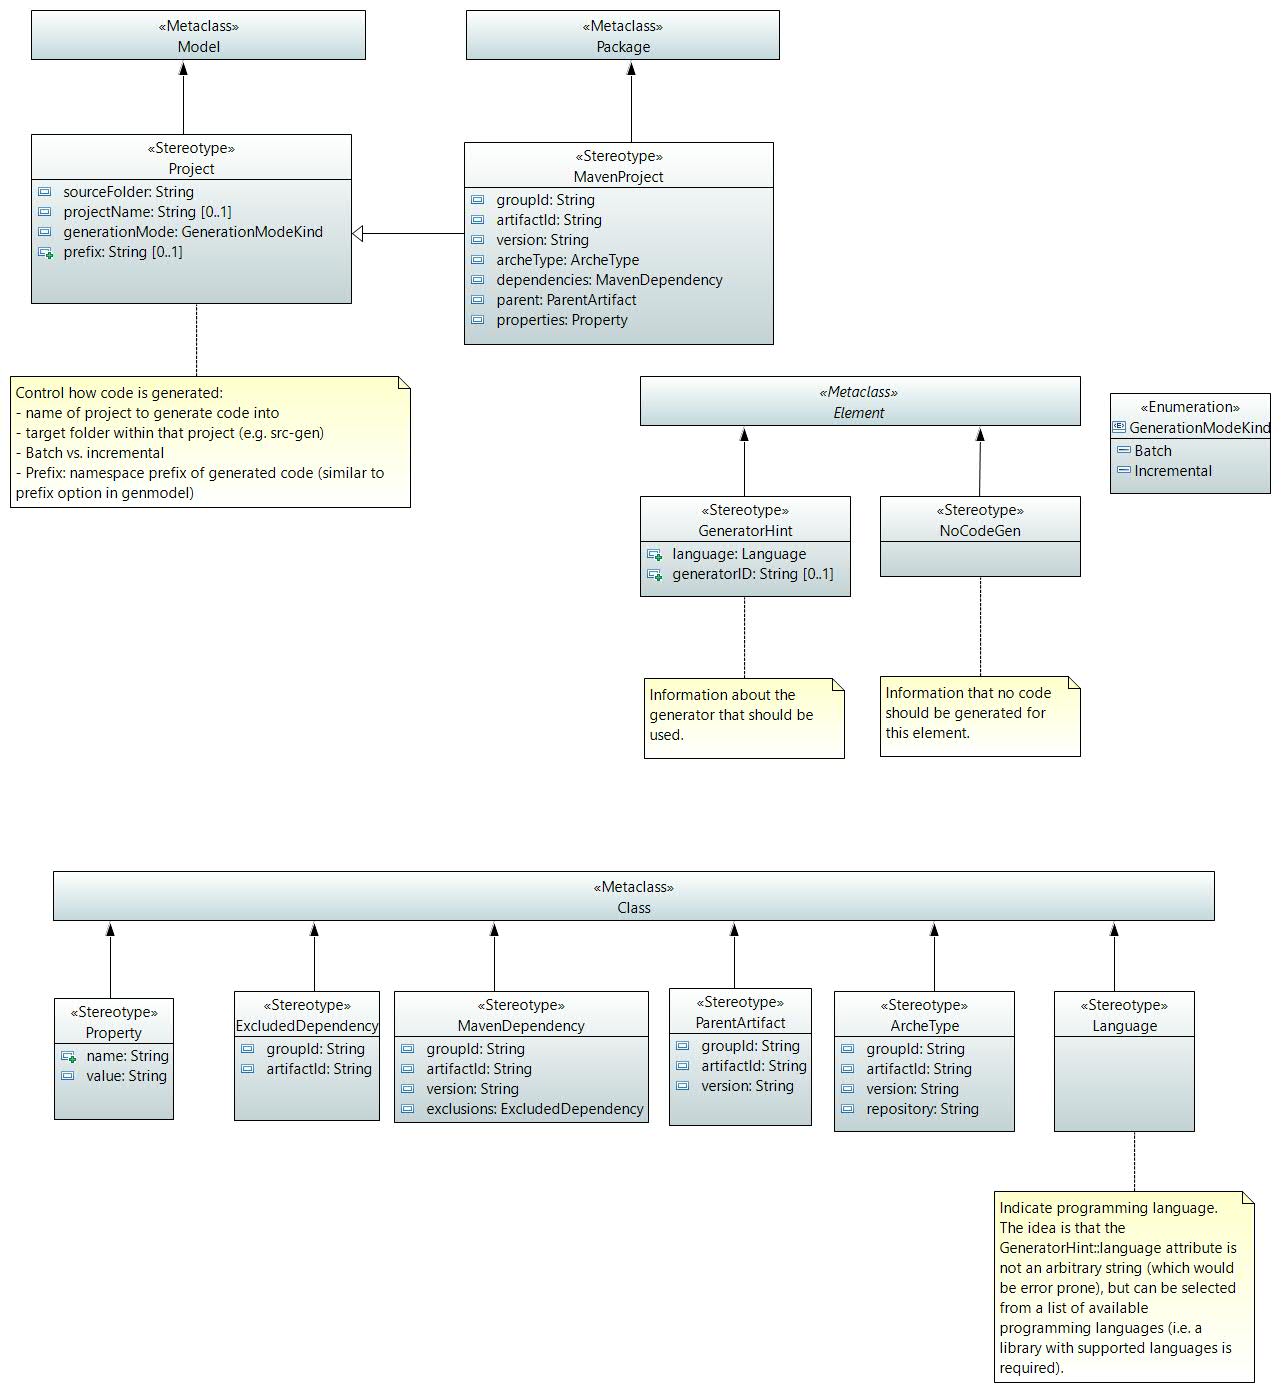 «Metaclass»
Model
«Metaclass»
Package
«Stereotype»
Project
sourceFolder: String
projectName: String [0..1]
generationMode: GenerationModeKind
prefix: String [0..1]
«Stereotype»
MavenProject
groupId: String
artifactId: String
version: String
archeType: ArcheType
dependencies: MavenDependency
parent: ParentArtifact
properties: Property
Control how code is generated:
- name of project to generate code into
- target folder within that project (e.g. src-gen)
- Batch vs. incremental
- Prefix: namespace prefix of generated code (similar to
prefix option in genmodel)
«Metaclass»
Element
«Enumeration»
GenerationModeKind
Batch
Incremental
«Stereotype»
GeneratorHint
language: Language
generatorID: String [0..1]
«Stereotype»
NoCodeGen
Information about the
generator that should be
used.
Information that no code
should be generated for
this element.
«Metaclass»
Class
«Stereotype»
Property
name: String
value: String
«Stereotype»
ExcludedDependency
groupId: String
artifactId: String
«Stereotype»
MavenDependency
groupId: String
artifactId: String
version: String
exclusions: ExcludedDependency
«Stereotype»
ParentArtifact
groupId: String
artifactId: String
version: String
«Stereotype»
ArcheType
groupId: String
artifactId: String
version: String
repository: String
«Stereotype»
Language
Indicate programming language.
The idea is that the
GeneratorHint::language attribute is
not an arbitrary string (which would
be error prone), but can be selected
from a list of available
programming languages (i.e. a
library with supported languages is
required).